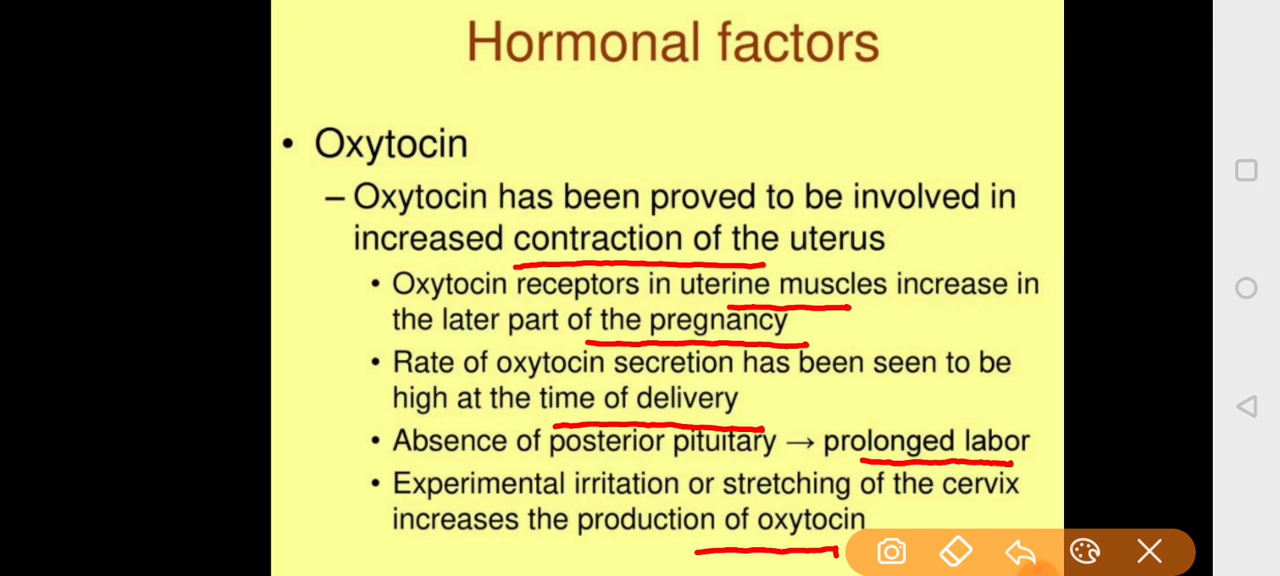 Hormonal factors
• Oxytocin
– Oxytocin has been proved to be involved in
increased contraction of the uterus
• Oxytocin receptors in uterine muscles increase in
the later part of the pregnancy
• Rate of oxytocin secretion has been seen to be
high at the time of delivery
• Absence of posterior pituitary → prolonged labor
• Experimental irritation or stretching of the cervix
increases the production of oxytocin